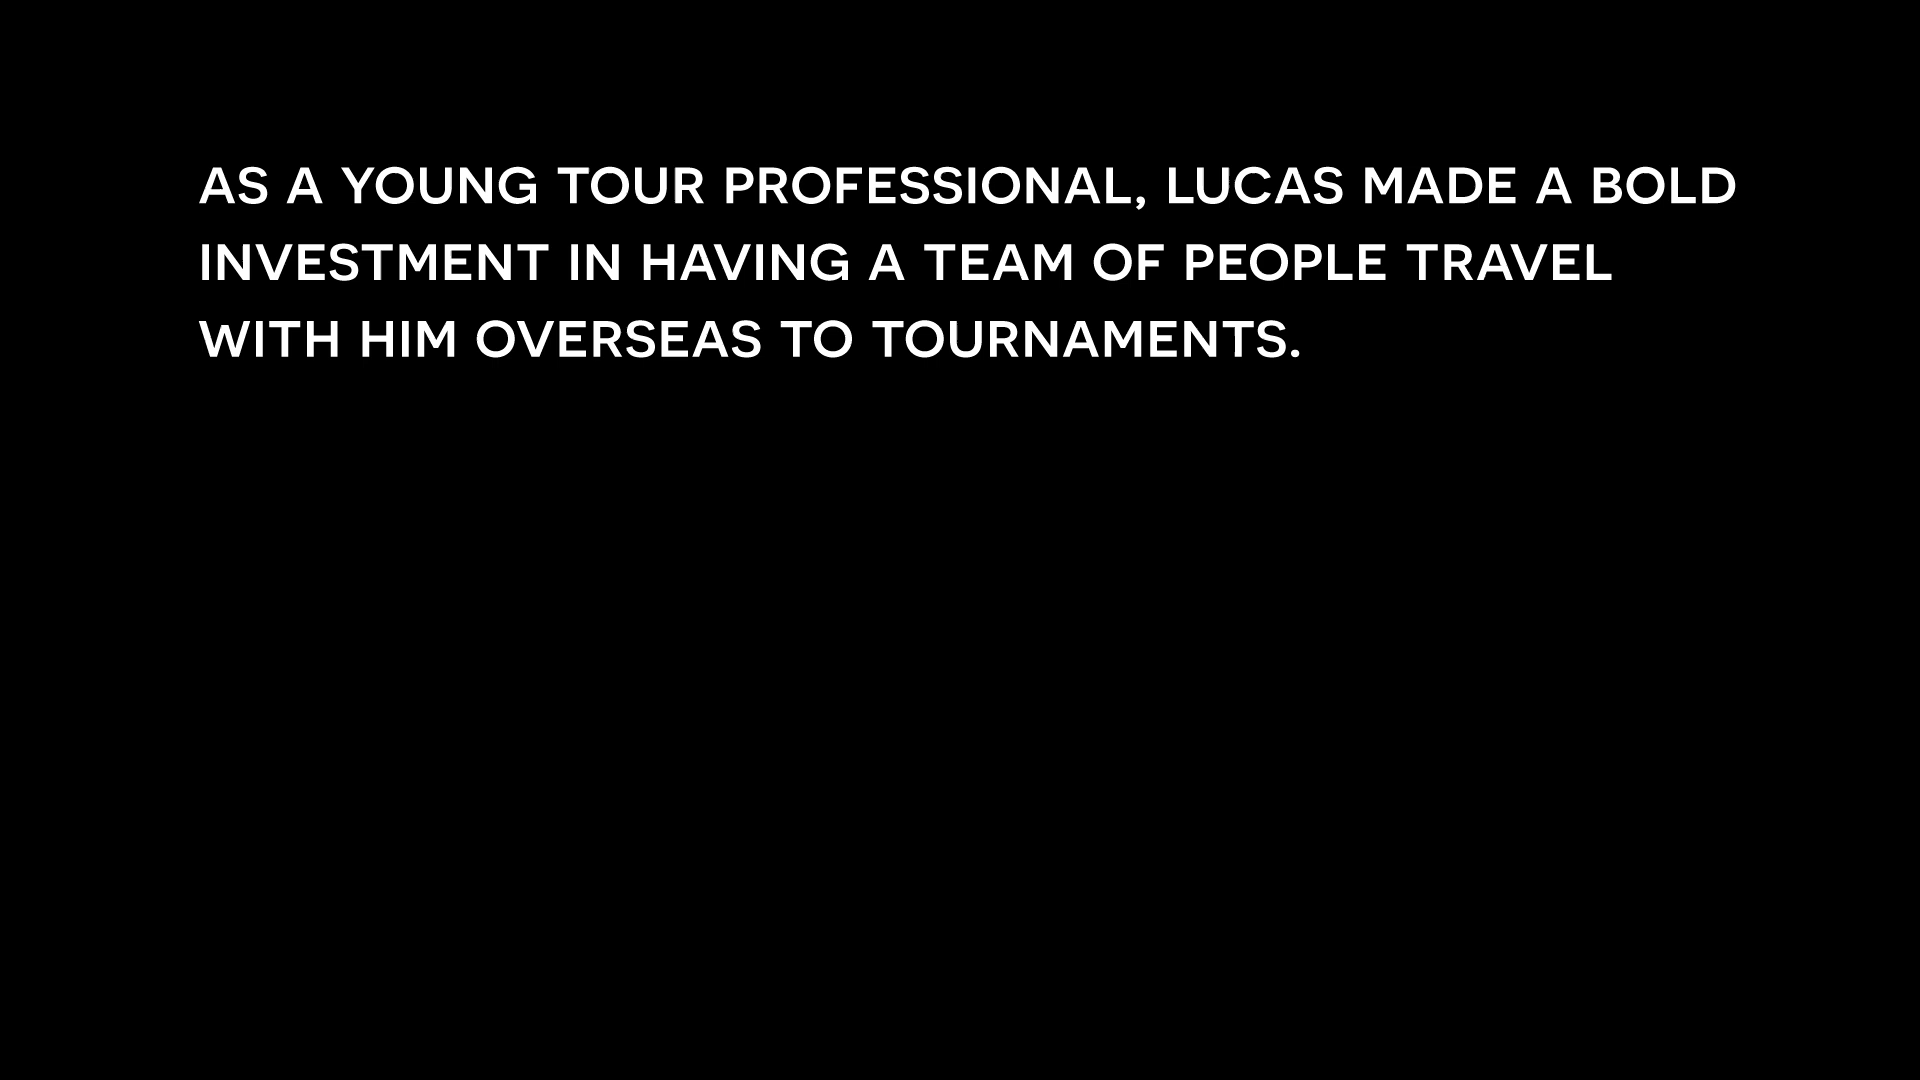 AS A YOUNG TOUR PROFESSIONAL, LUCAS MADE A BOLD
INVESTMENT IN HAVING A TEAM OF PEOPLE TRAVEL
WITH HIM OVERSEAS TO TOURNAMENTS.